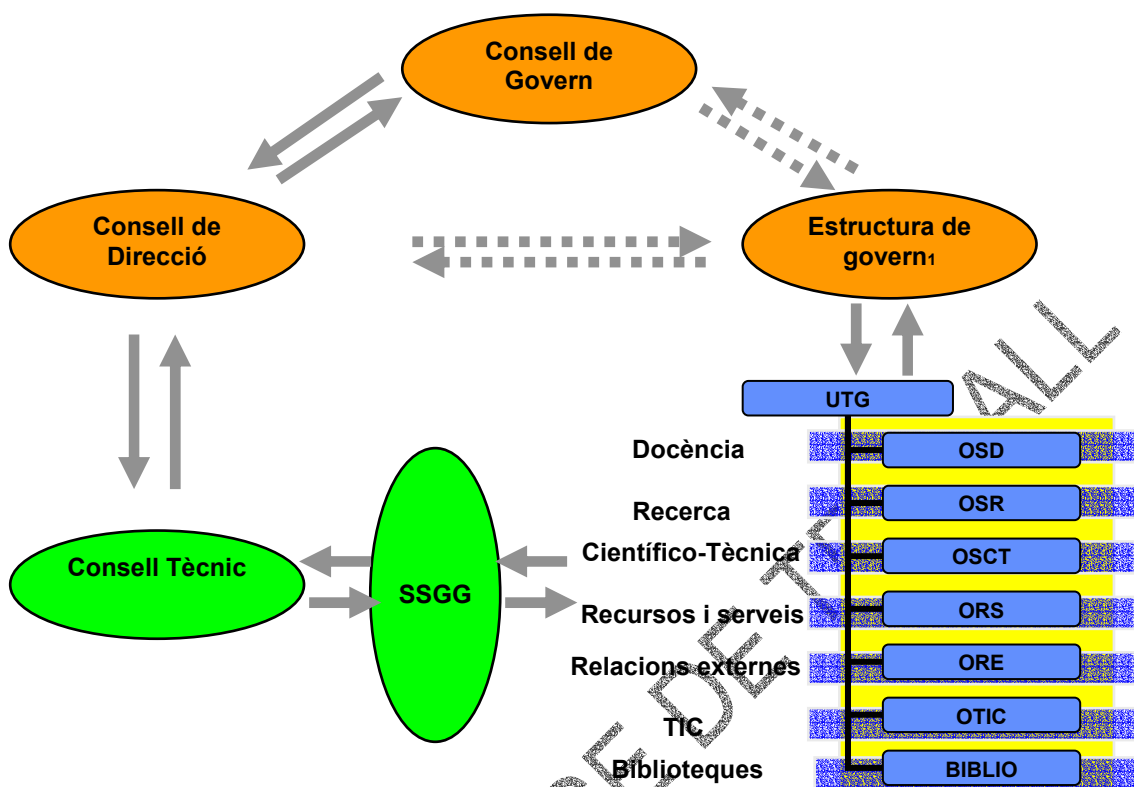 Consell de
Govern
Consell de
Direcció
Estructura de
govern1
UTG
Docència
OSD
Recerca
OSR
Científico-Tècnica
OSCT
Consell Tècnic
SSGG
Recursos i serveis
ORS
Relacions externes
ORE
TIC
OTIC
Biblioteques
BIBLIO